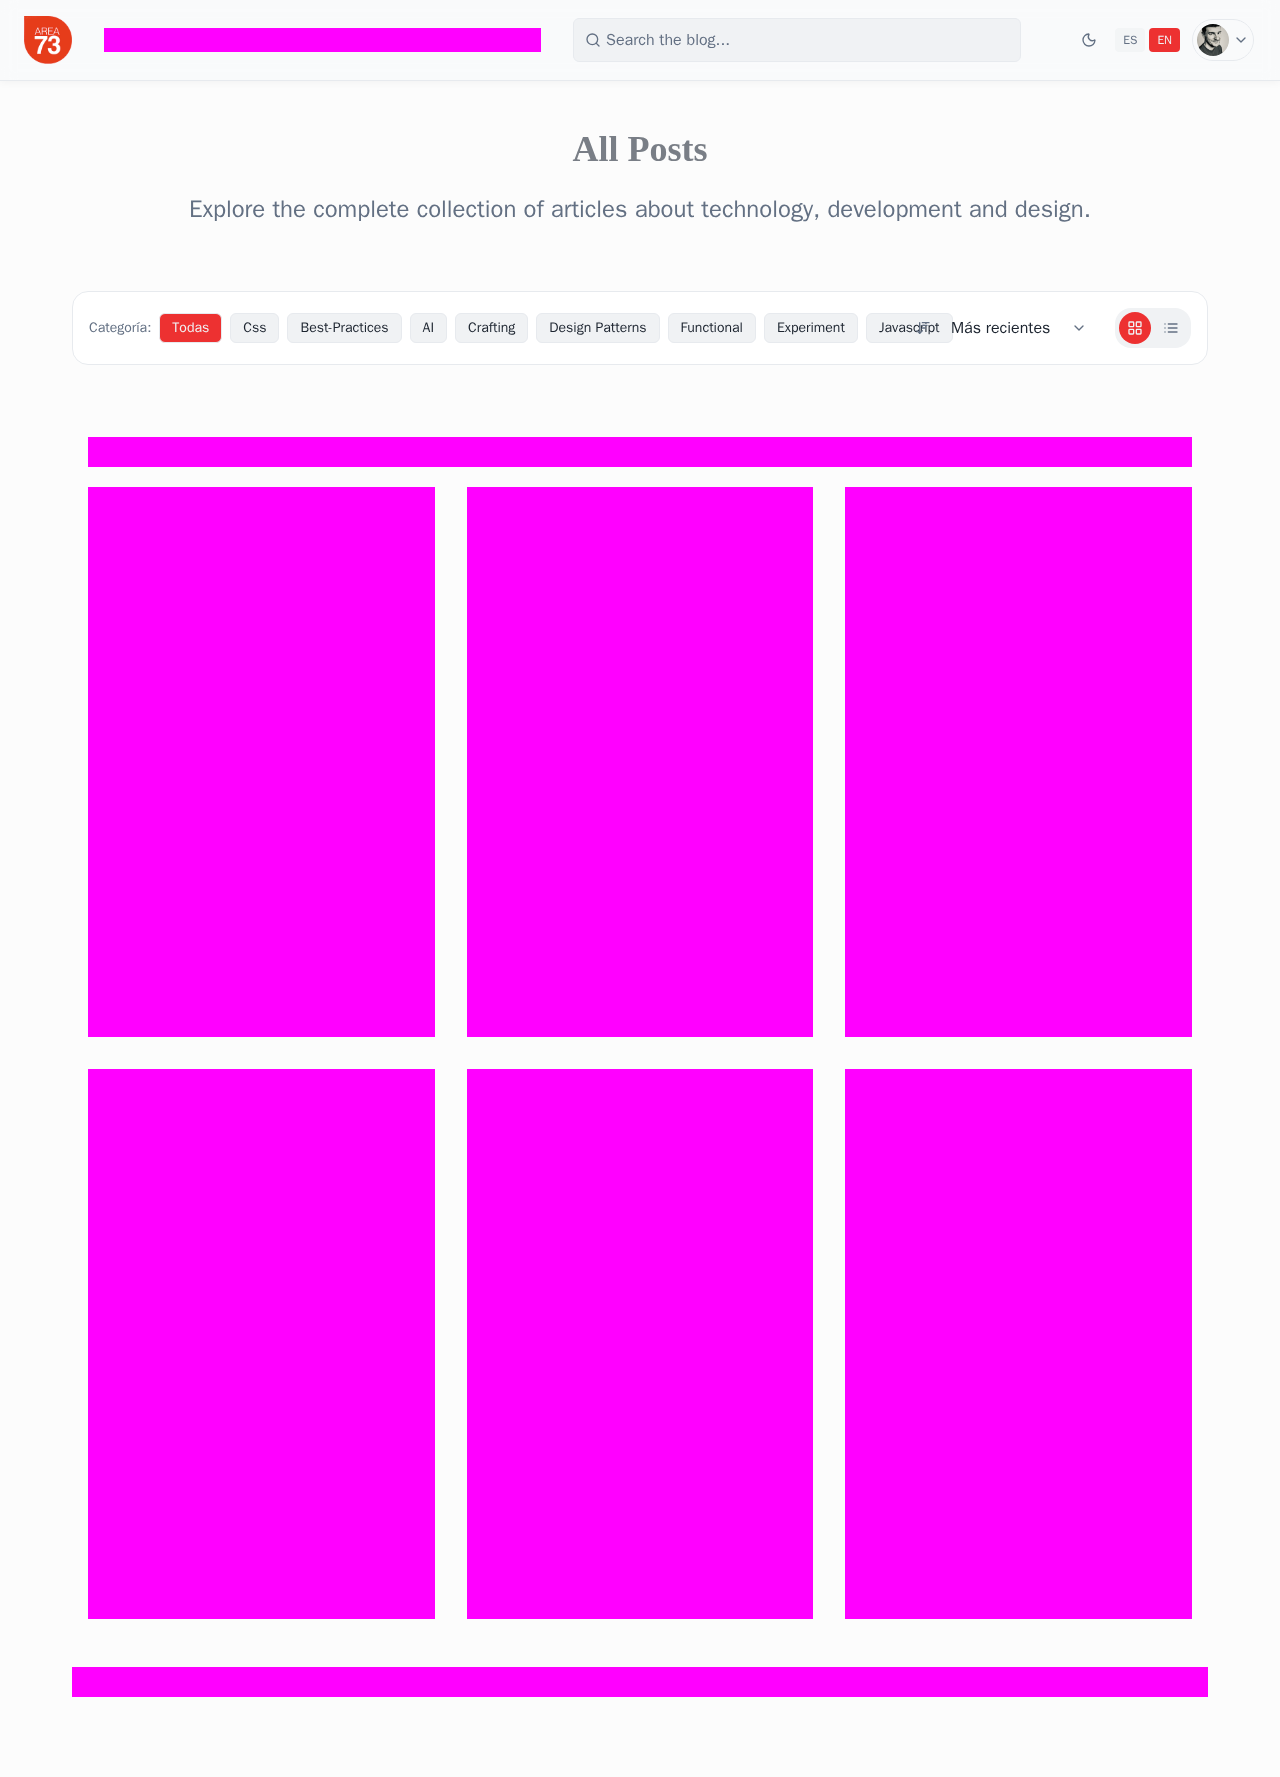 AREA
73
Search the blog...
ES
EN
All Posts
Explore the complete collection of articles about technology, development and design.
Categoría:
Todas
Css
Best-Practices
AI
Crafting
Design Patterns
Functional
Experiment
Javascript
Más recientes